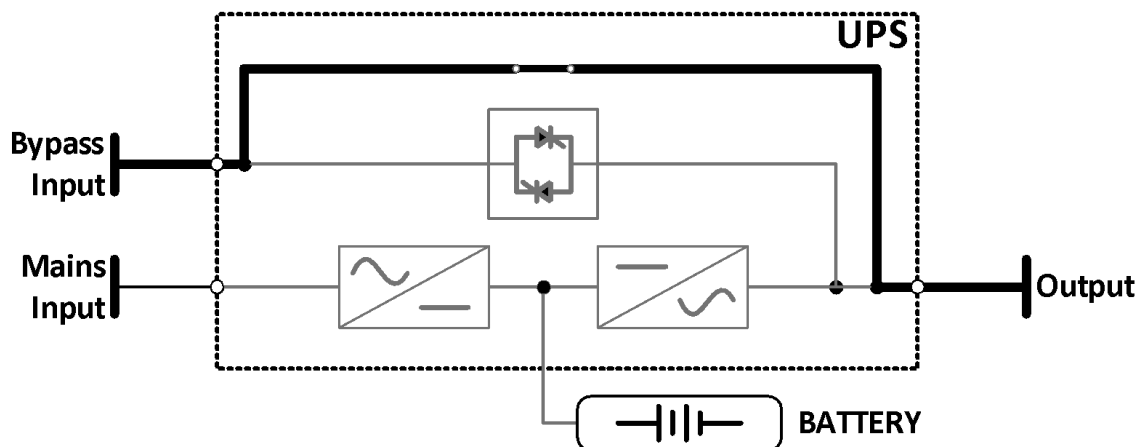 UPS
Bypass
Input
Mains
Input
Output
BATTERY